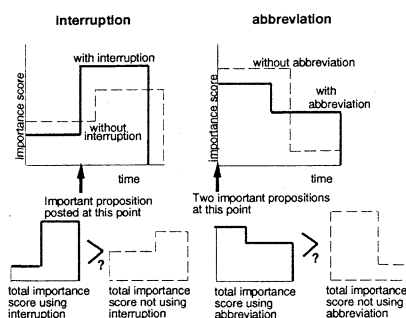 interruption
abbreviation
with interruption
without abbreviation
Importance score
without
interruption
importance score
with
abbreviation
time
time
Important proposition
posted at this point
Two important propositions
at this point
>
?
>
?
total importance
score using
interruption
total importance
score not using
interruption
total importance
score using
abbreviation
total importance
score not using
abbreviation